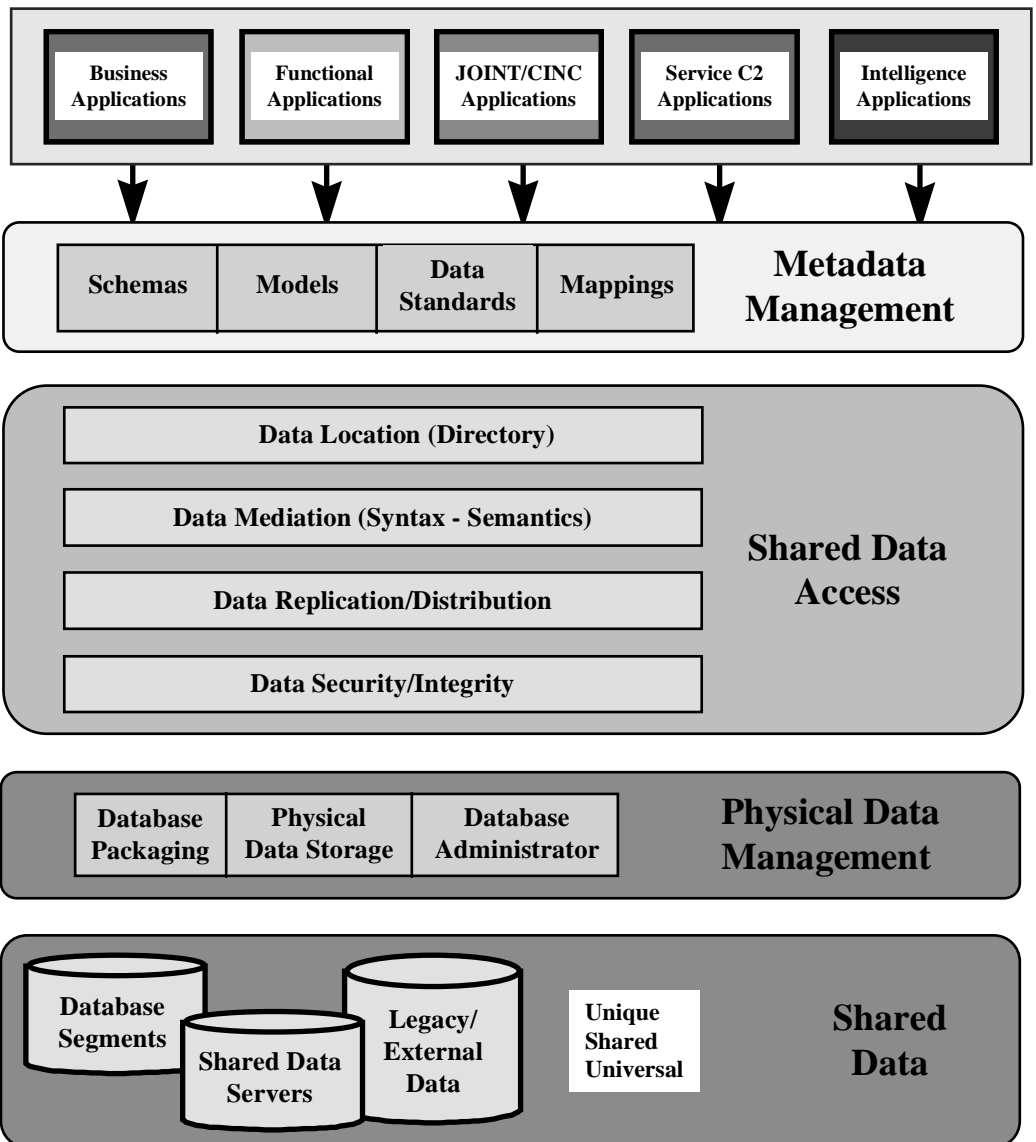 Business
Applications
Functional
Applications
JOINT/CINC
Applications
Service C2
Applications
Intelligence
Applications
Schemas
Models
Data
Standards
Mappings
Metadata
Management
Data Location (Directory)
Data Mediation (Syntax - Semantics)
Data Replication/Distribution
Data Security/Integrity
Shared Data
Access
Database
Packaging
Physical
Data Storage
Database
Administrator
Physical Data
Management
Database
Segments
Shared Data
Servers
Legacy/
External
Data
Unique
Shared
Universal
Shared
Data